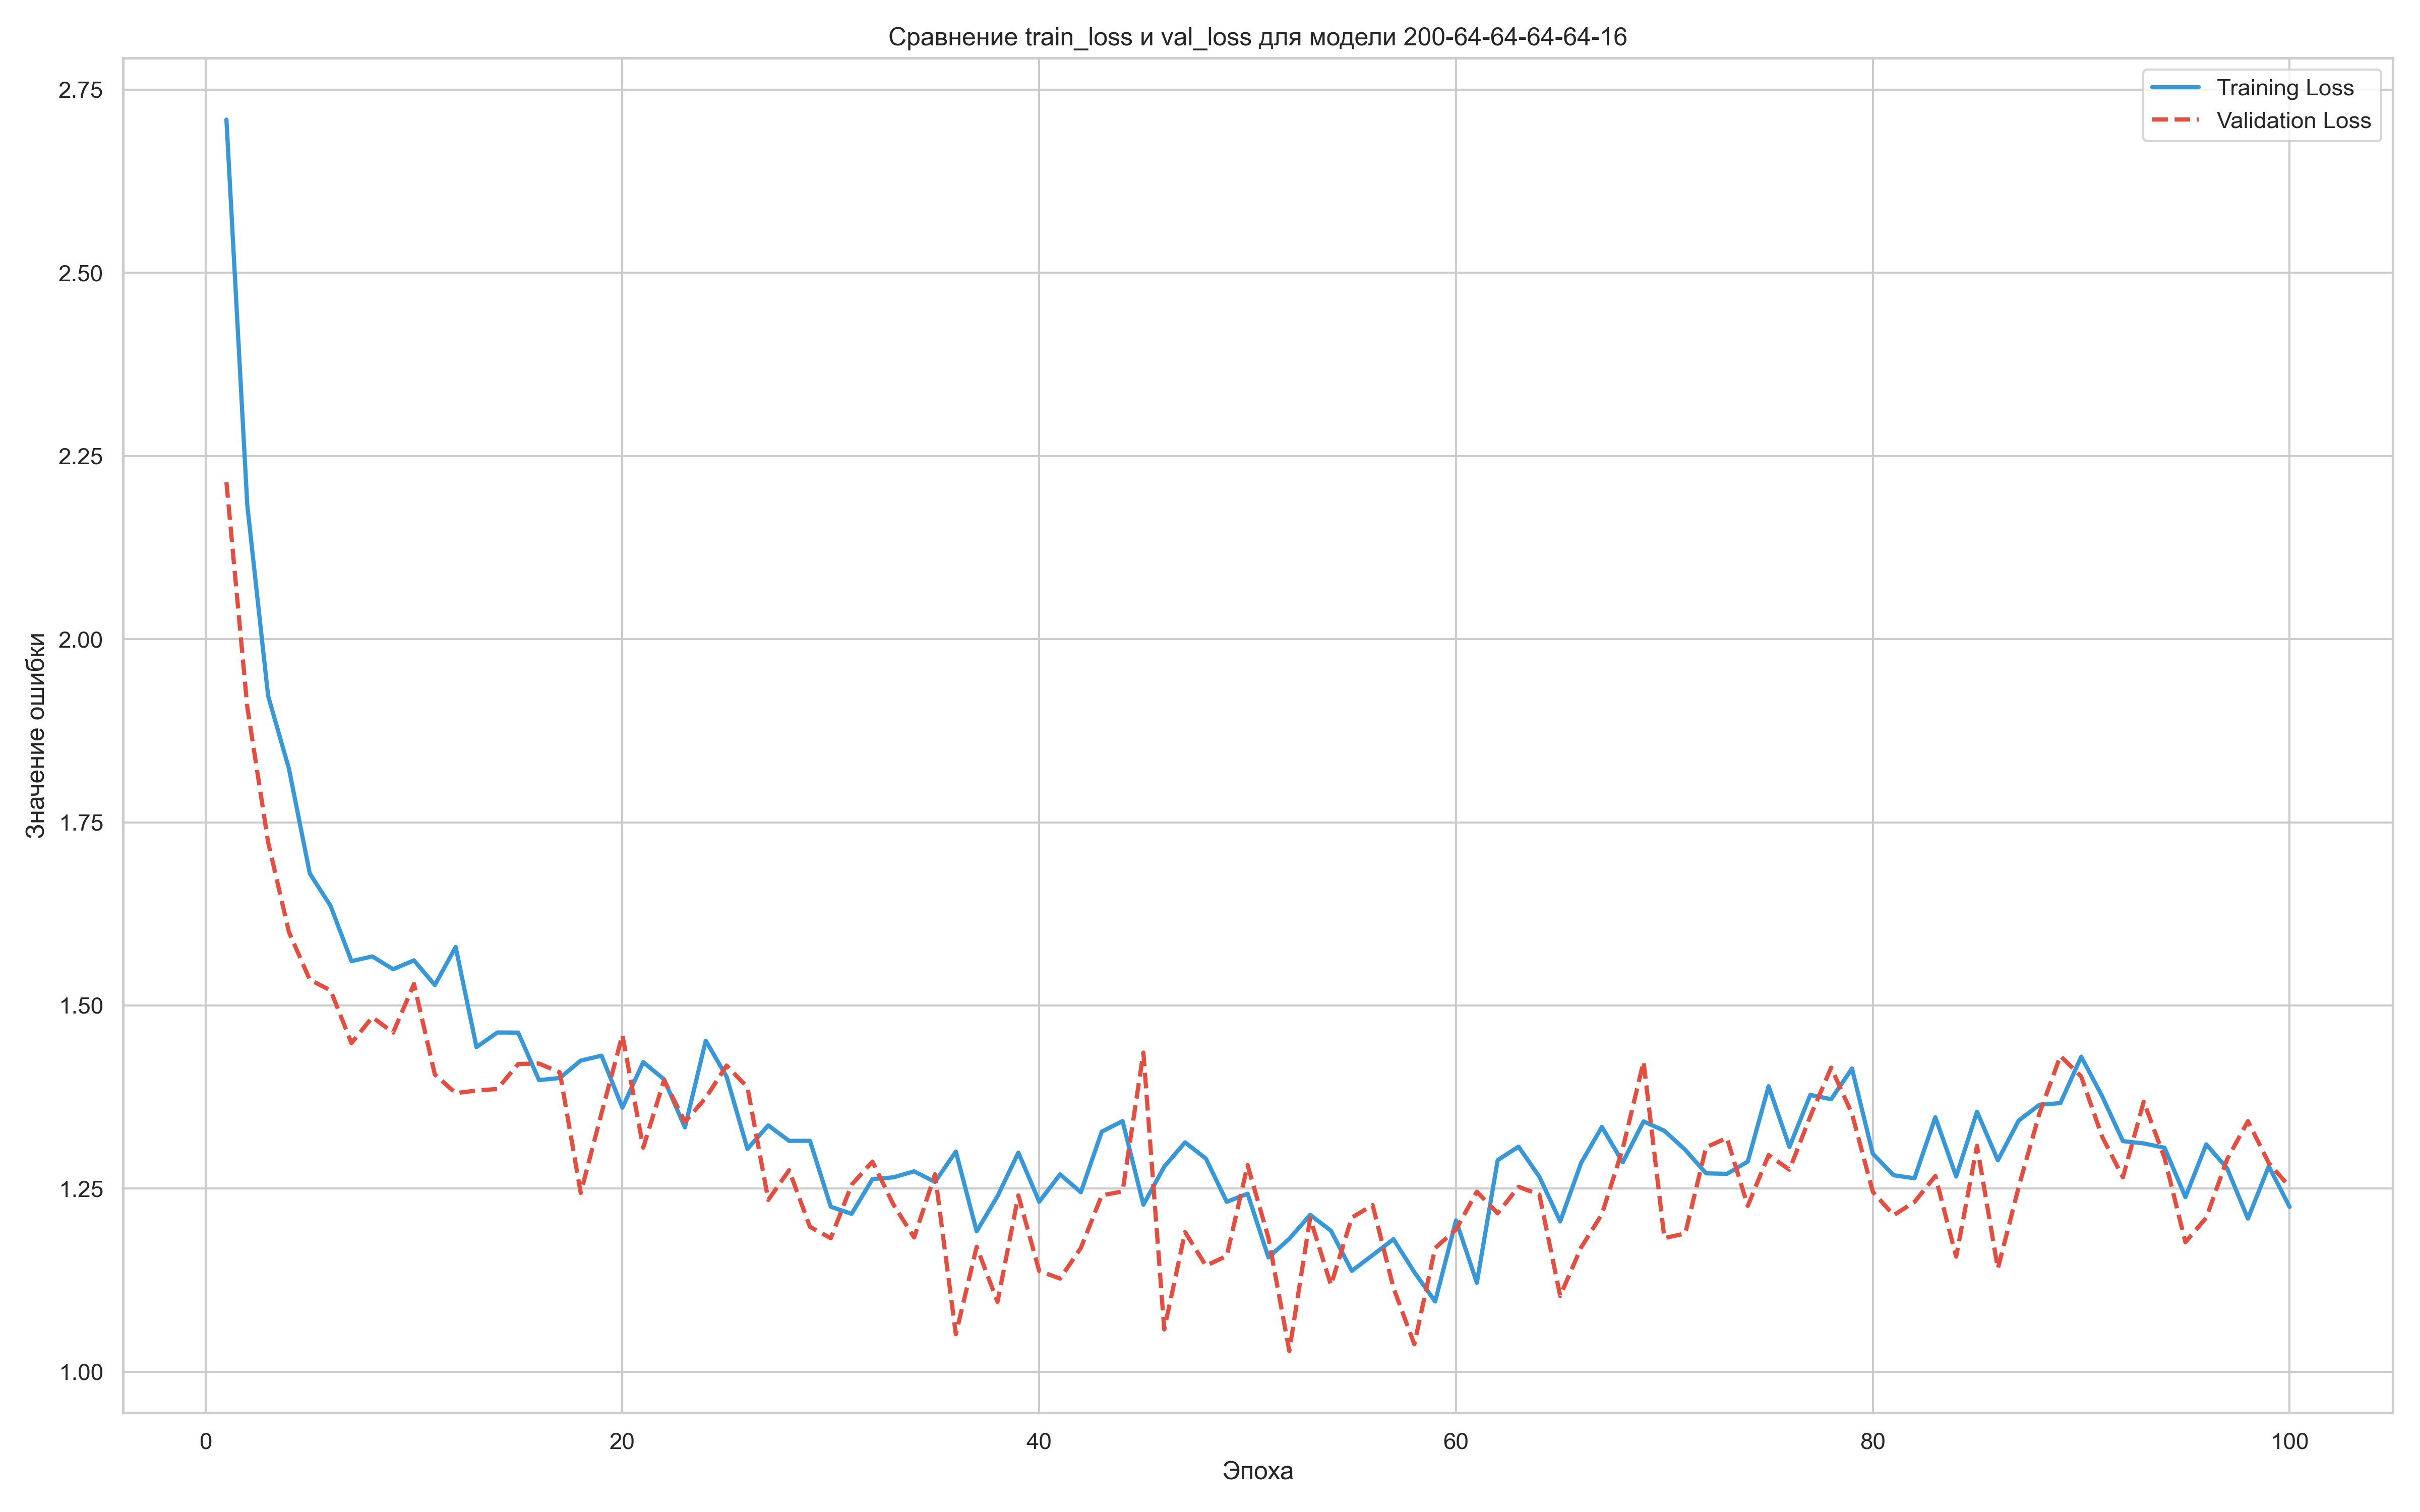 Сравнение train_loss и val_loss для модели 200-64-64-64-64-16
Training Loss
Validation Loss
2.75
2.50
2.25
2.00
1.75
1.50
1.25
1.00
Значение ошибки
0 20 40 60 80 100
Эпоха